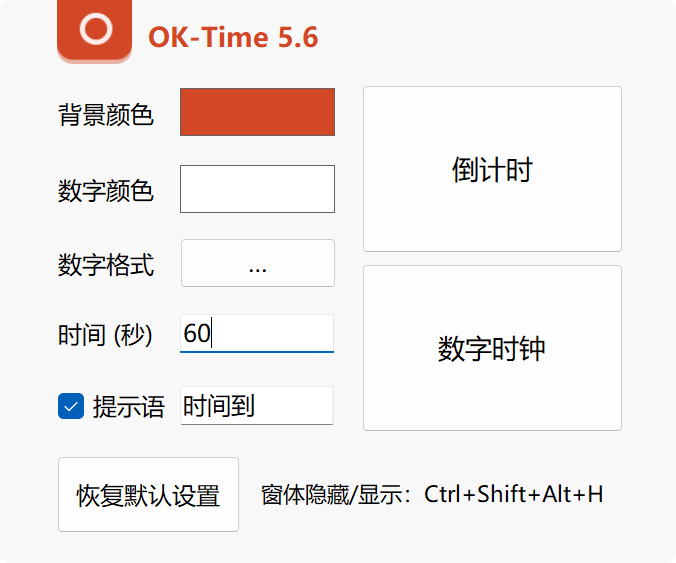 OK-Time 5.6
背景颜色
数字颜色
数字格式 ...
时间 (秒) 60
提示语 时间到
倒计时
数字时钟
恢复默认设置 窗体隐藏/显示：Ctrl+Shift+Alt+H